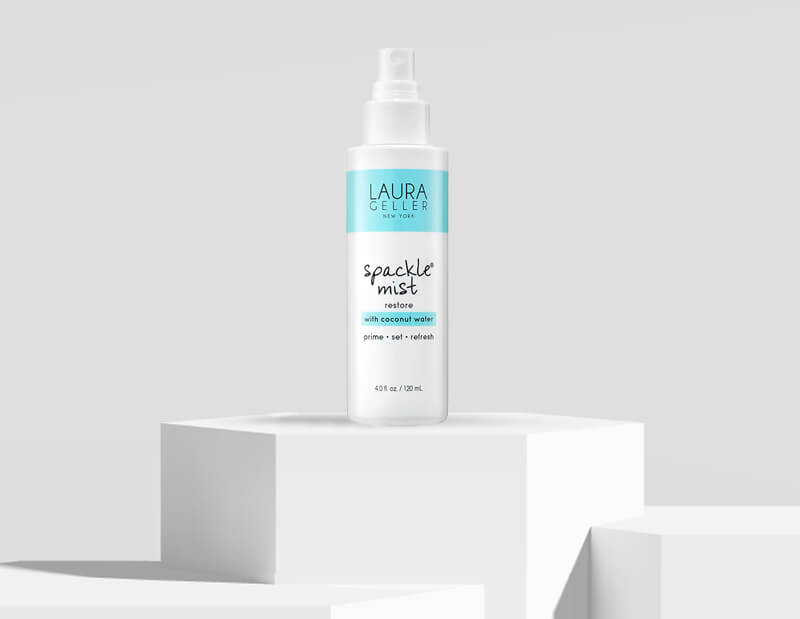 LAURA
GELLER
NEW YORK
spackle®
mist
restore
with coconut water
prime • set • refresh
4.0 fl. oz. / 120 mL